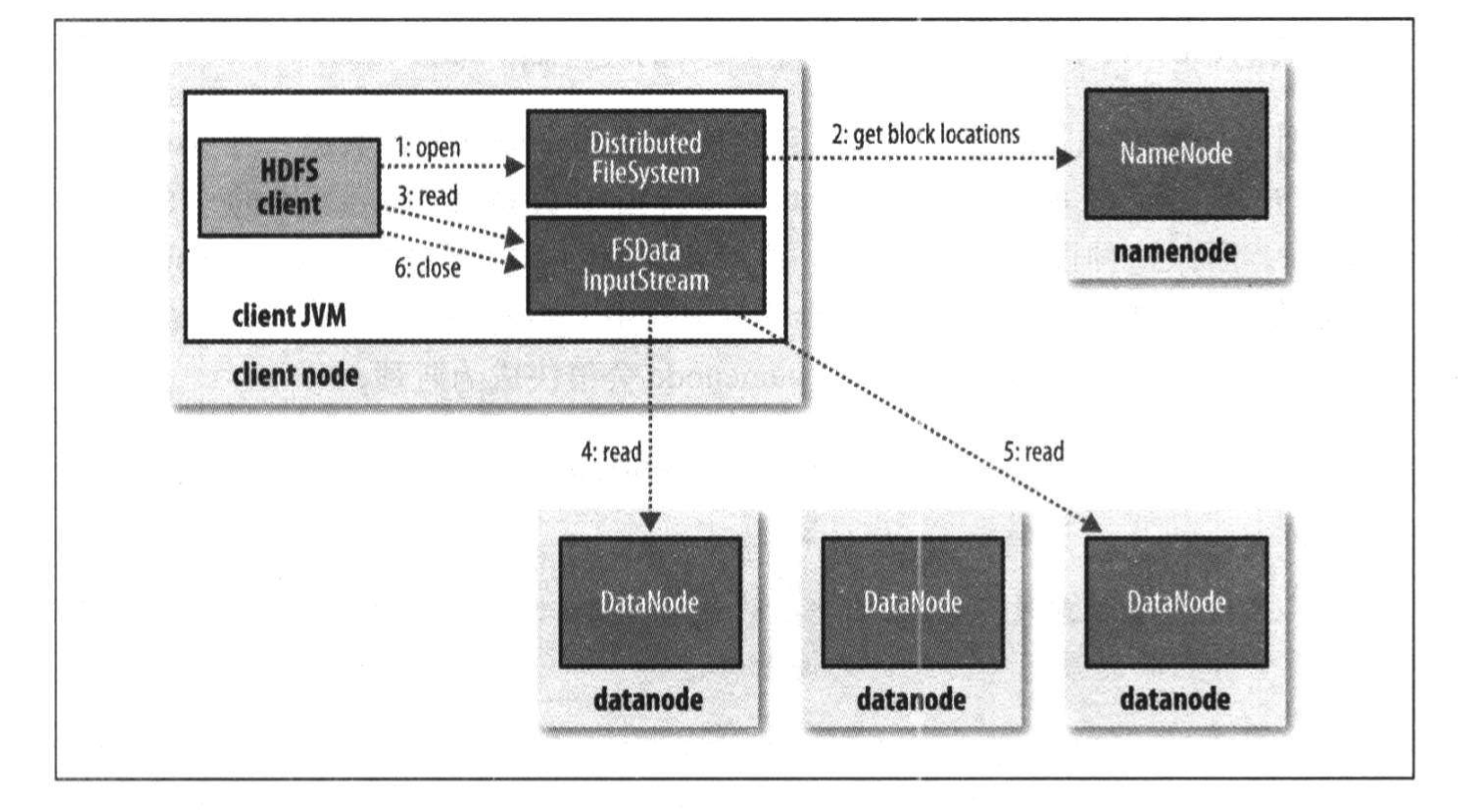 HDFS
client
1: open
3: read
6: close
Distributed
FileSystem
FSData
InputStream
client JVM
client node
2: get block locations
NameNode
namenode
4: read
5: read
DataNode
datanode
DataNode
datanode
DataNode
datanode